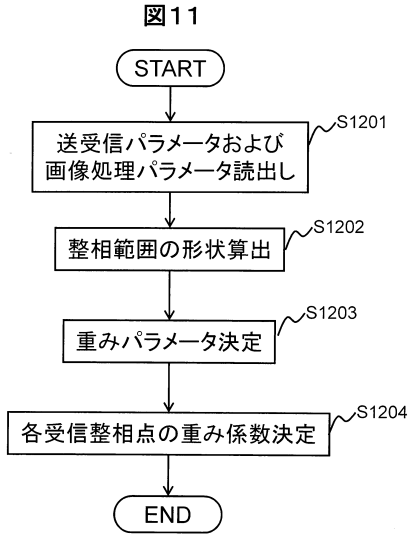 図11
START
送受信パラメータおよび
画像処理パラメータ読出し
S1201
整相範囲の形状算出
S1202
重みパラメータ決定
S1203
各受信整相点の重み係数決定
S1204
END